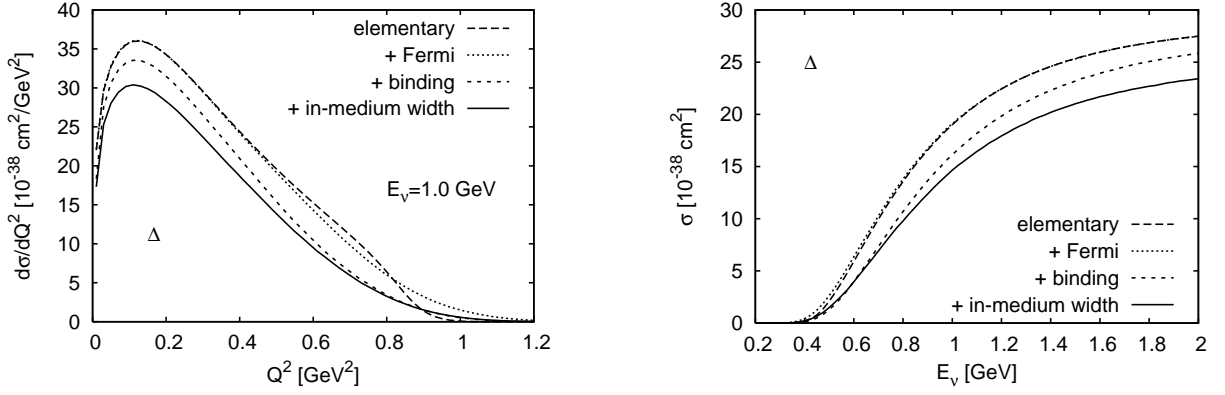 dσ/dQ² [10⁻³⁸ cm²/GeV²]
40
35
30
25
20
15
10
5
0
0 0.2 0.4 0.6 0.8 1 1.2
Q² [GeV²]
elementary
+ Fermi
+ binding
+ in-medium width
Eν=1.0 GeV
Δ
σ [10⁻³⁸ cm²]
30
25
20
15
10
5
0
0.2 0.4 0.6 0.8 1 1.2 1.4 1.6 1.8 2
Eν [GeV]
Δ
elementary
+ Fermi
+ binding
+ in-medium width